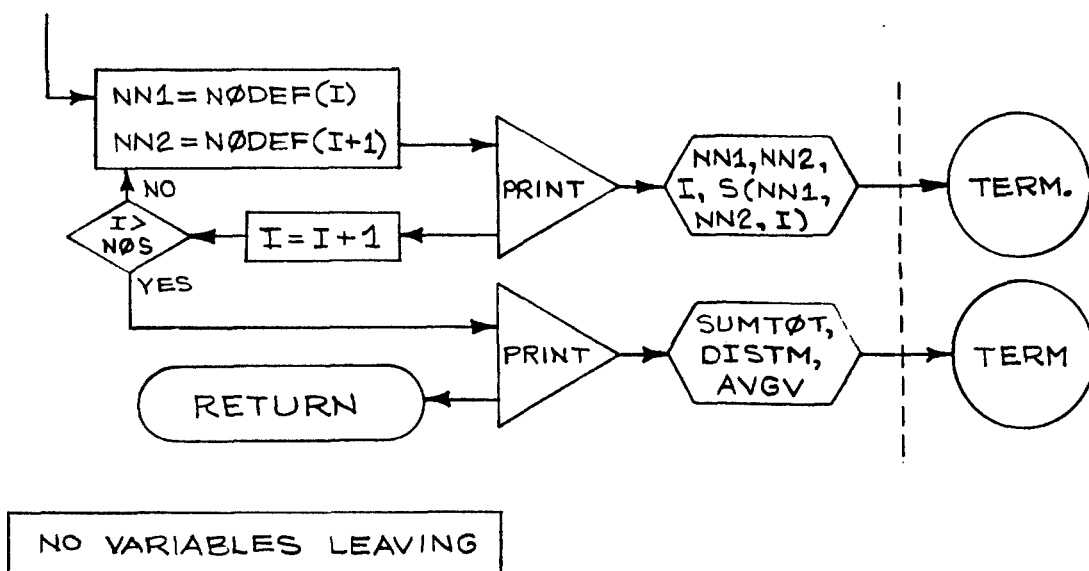 NN1=NØDEF(I)
NN2=NØDEF(I+1)
PRINT
NN1,NN2,
I, S(NN1,
NN2, I)
TERM.
NO
I>
NØS
I=I+1
YES
PRINT
SUMTØT,
DISTM,
AVGV
TERM
RETURN
NO VARIABLES LEAVING